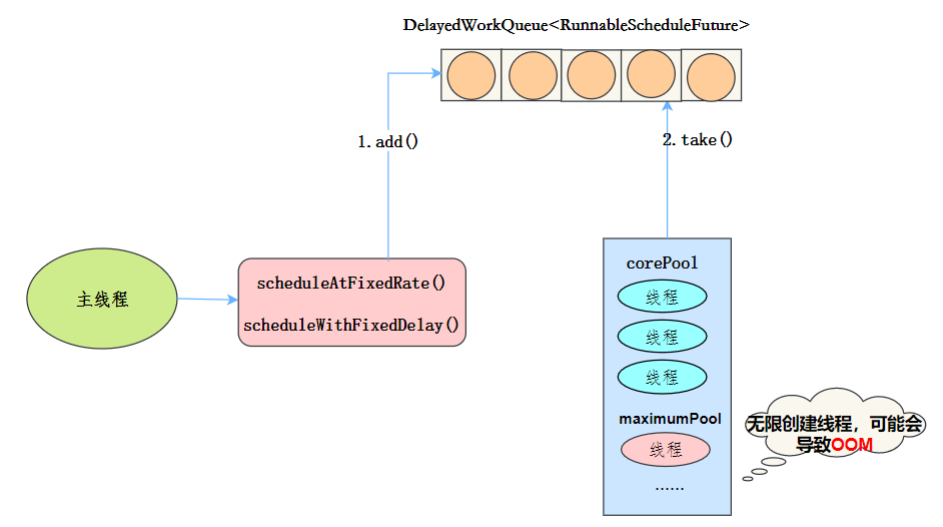 DelayedWorkQueue<RunnableScheduleFuture>
1.add()
2.take()
主线程
scheduleAtFixedRate()
scheduleWithFixedDelay()
corePool
线程
线程
线程
maximumPool
线程
......
无限创建线程，可能会
导致OOM